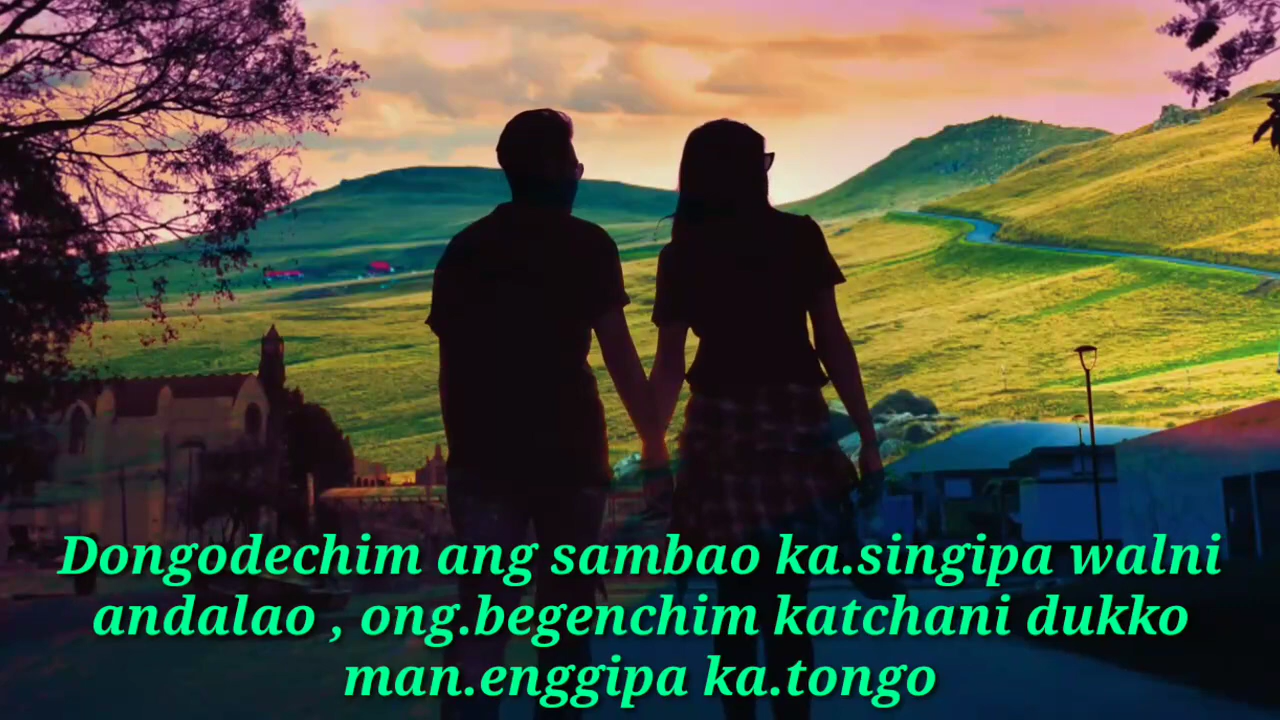 Dongodechim ang sambao ka.singipa walni
andalao , ong.begenchim katchani dukko
man.enggipa ka.tongo